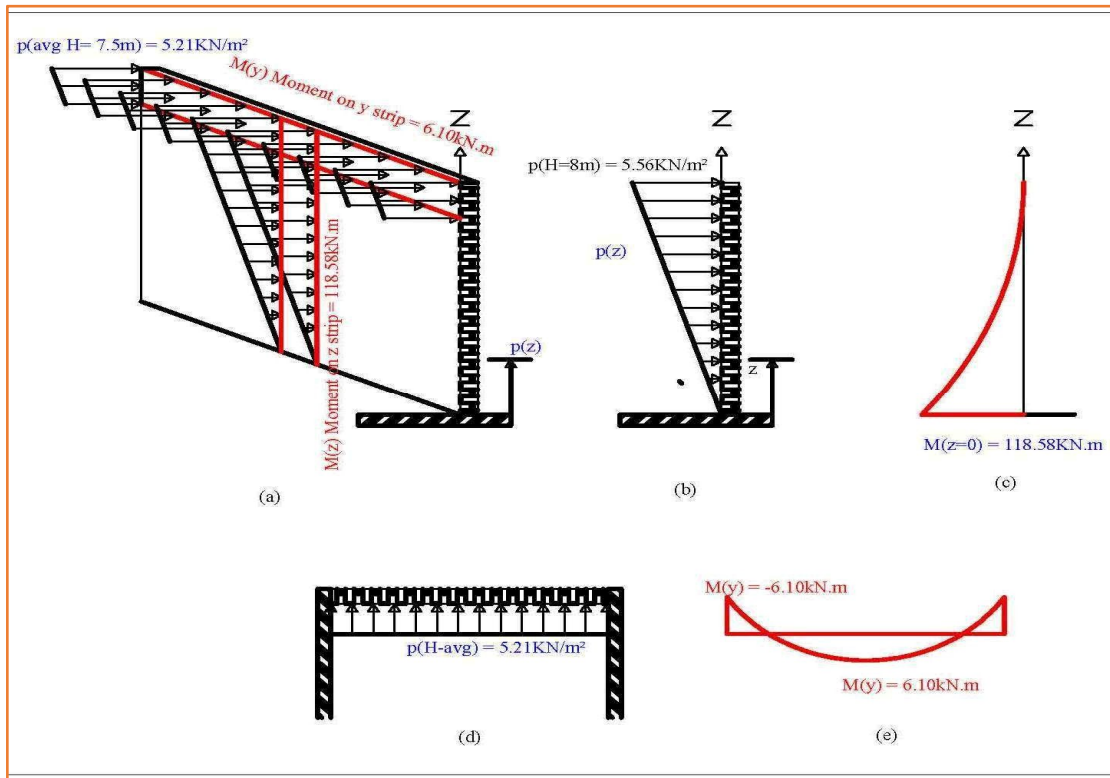 p(avg H= 7.5m) = 5.21KN/m²
M(y) Moment on y strip = 6.10kN.m
M(z) Moment on z strip = 118.58kN.m
N
p(z)
(a)
N
p(H=8m) = 5.56KN/m²
p(z)
z
(b)
N
M(z=0) = 118.58KN.m
(c)
p(H-avg) = 5.21KN/m²
(d)
M(y) = -6.10kN.m
M(y) = 6.10kN.m
(e)